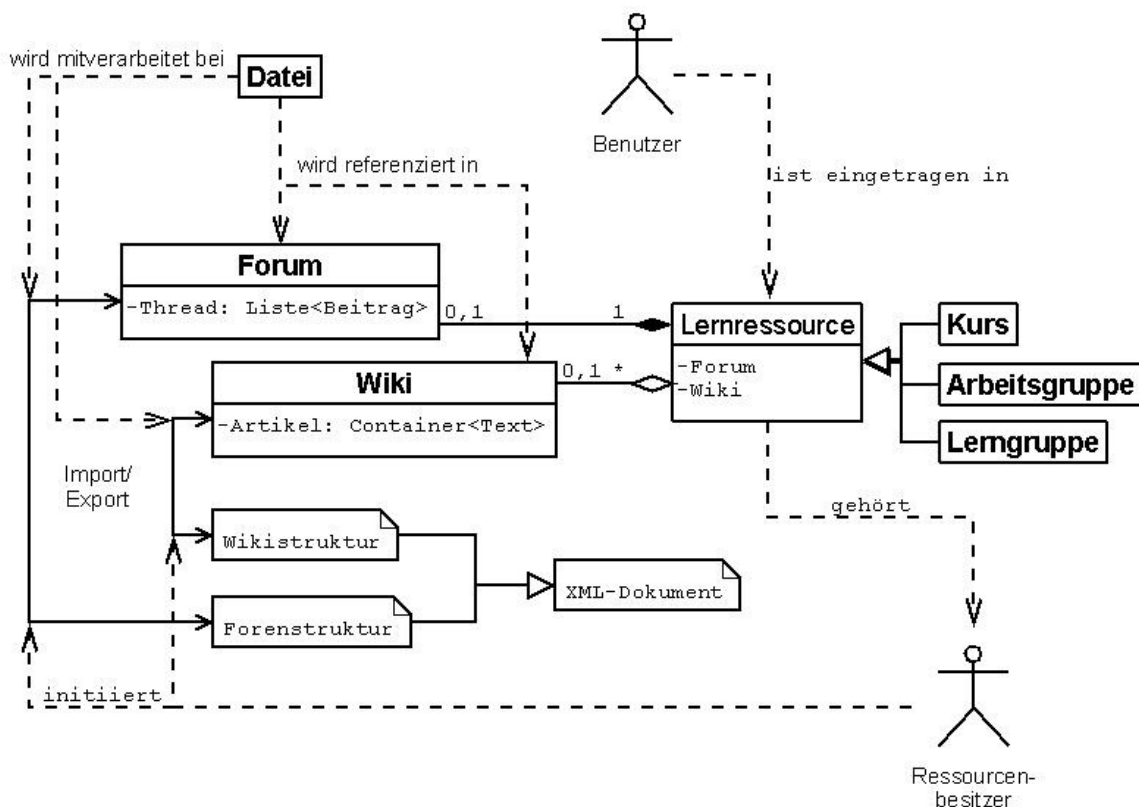 wird mitverarbeitet bei
Datei
Benutzer
wird referenziert in
ist eingetragen in
Forum
-Thread: Liste<Beitrag>
0,1
1
Lernressource
-Forum
-Wiki
Kurs
Arbeitsgruppe
Lerngruppe
Wiki
-Artikel: Container<Text>
0,1 *
Import/
Export
gehört
Wikistruktur
XML-Dokument
Forenstruktur
initiiert
Ressourcen-
besitzer